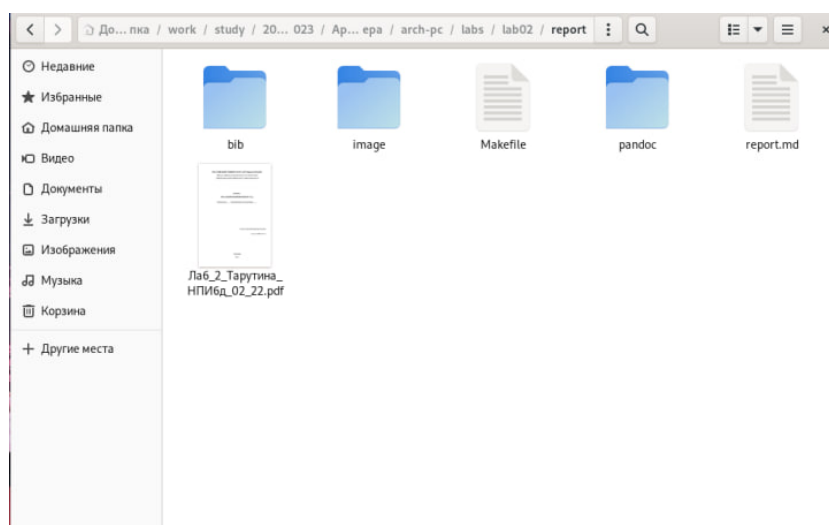 До... пка / work / study / 20... 023 / Ар... ера / arch-pc / labs / lab02 / report
Недавние
Избранные
Домашняя папка
Видео
Документы
Загрузки
Изображения
Музыка
Корзина
Другие места
bib
image
Makefile
pandoc
report.md
Лаб_2_Тарутина_
НПИбд_02_22.pdf